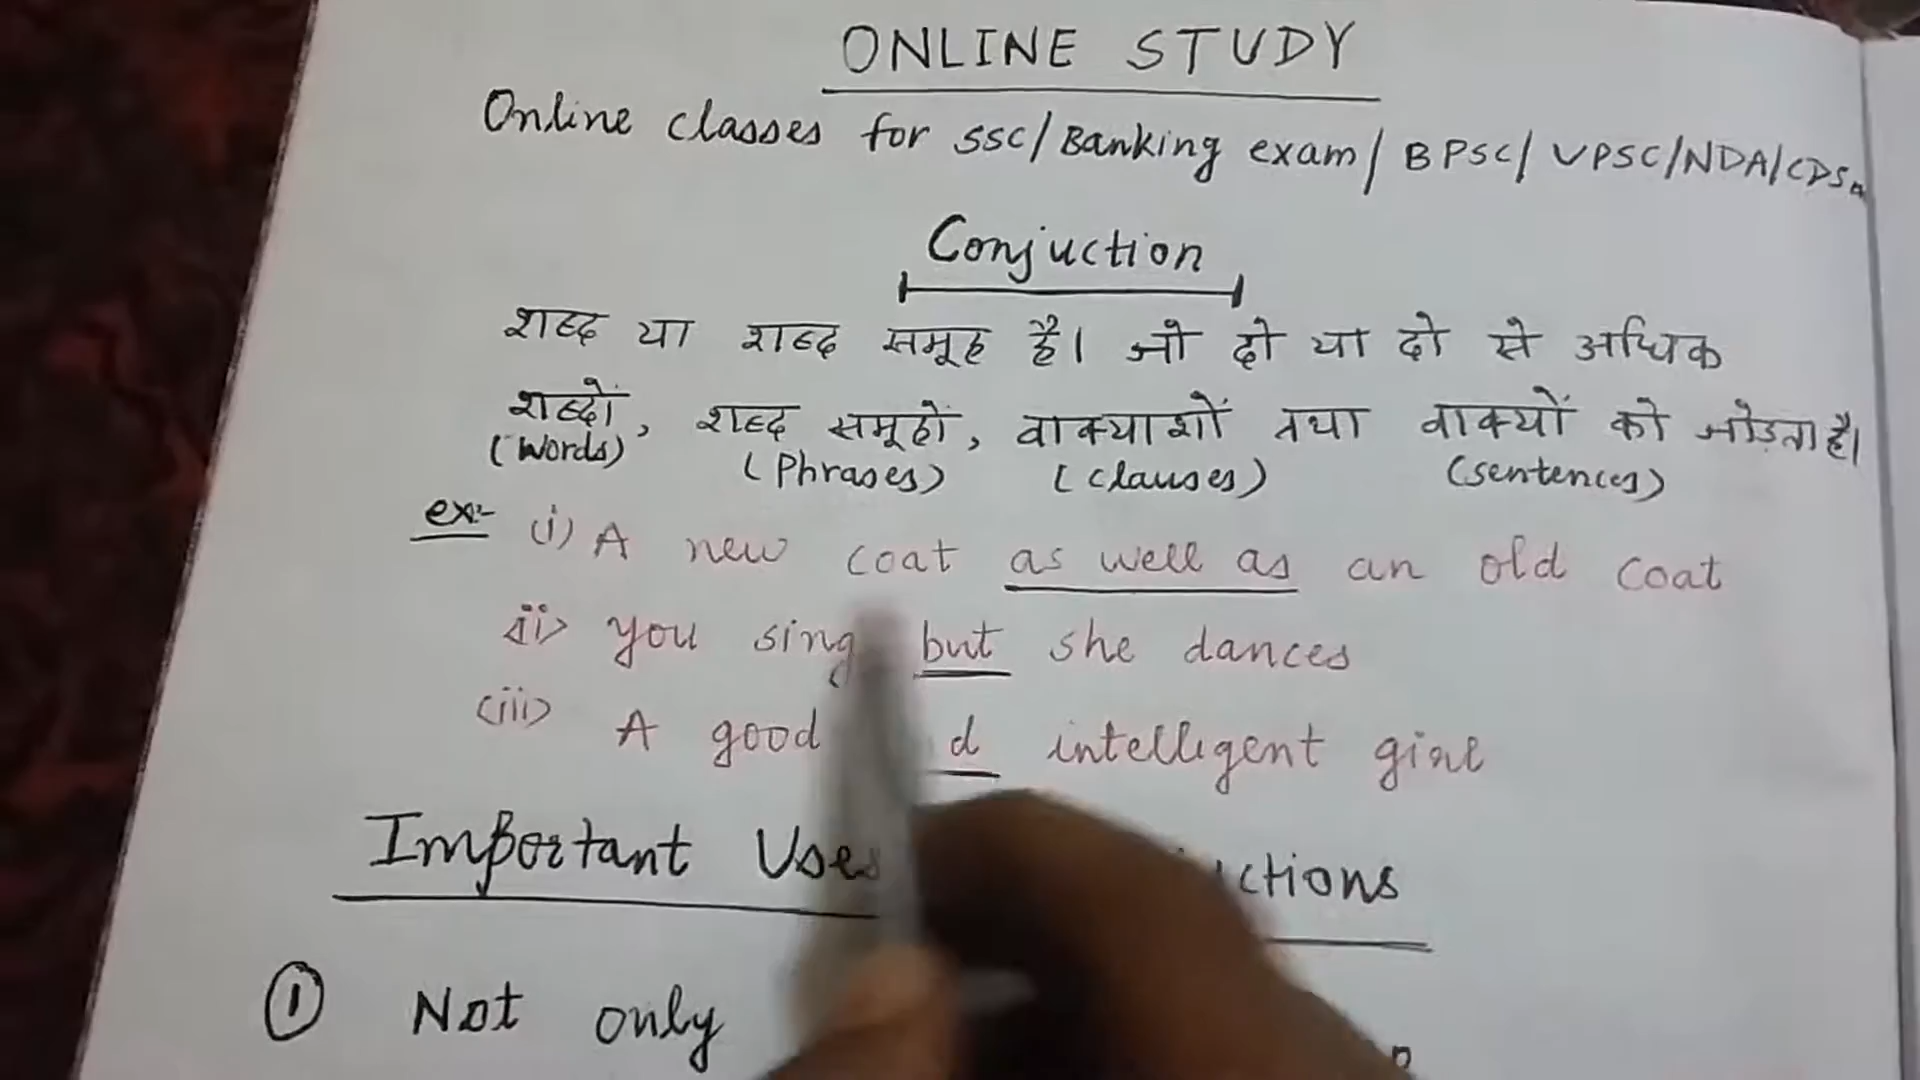 ONLINE STUDY
Online classes for SSC/Banking exam/BPSC/UPSC/NDA/CDS
Conjuction
शब्द या शब्द समूह है। जो दो या दो से अधिक
शब्दों, शब्द समूहों, वाक्याशों तथा वाक्यों को जोड़ता है।
(words) (Phrases) (clauses) (sentences)
ex:- (i) A new coat as well as an old coat
(ii) you sing but she dances
(iii) A good intelligent girl
Important Uses
① Not only